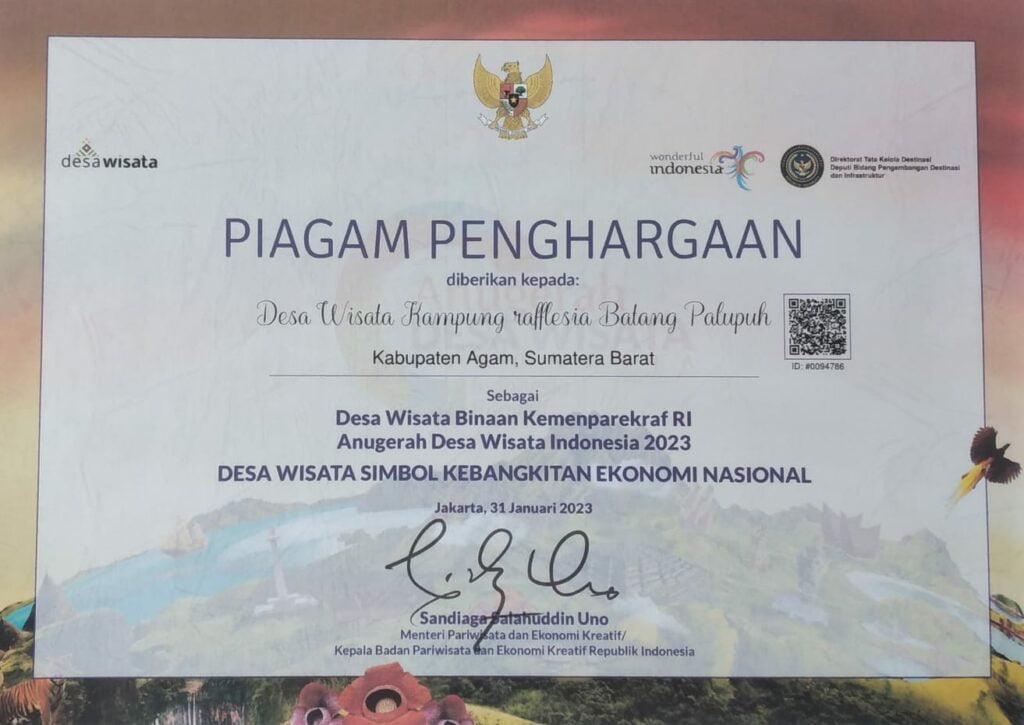 desa wisata
wonderful
indonesia
Direktorat Tata Kelola Destinasi
Deputi Bidang Pengembangan Destinasi
dan Infrastruktur
PIAGAM PENGHARGAAN
diberikan kepada:
Desa Wisata Kampung rafflesia Batang Palupuh
Kabupaten Agam, Sumatera Barat
ID: #0094786
Sebagai
Desa Wisata Binaan Kemenparekraf RI
Anugerah Desa Wisata Indonesia 2023
DESA WISATA SIMBOL KEBANGKITAN EKONOMI NASIONAL
Jakarta, 31 Januari 2023
Sandiaga Salahuddin Uno
Menteri Pariwisata dan Ekonomi Kreatif/
Kepala Badan Pariwisata dan Ekonomi Kreatif Republik Indonesia